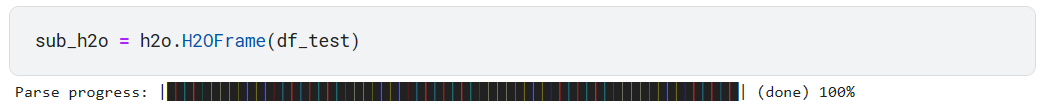 sub_h2o = h2o.H2OFrame(df_test)
Parse progress: |████████████████████████████████████████████████████████| (done) 100%